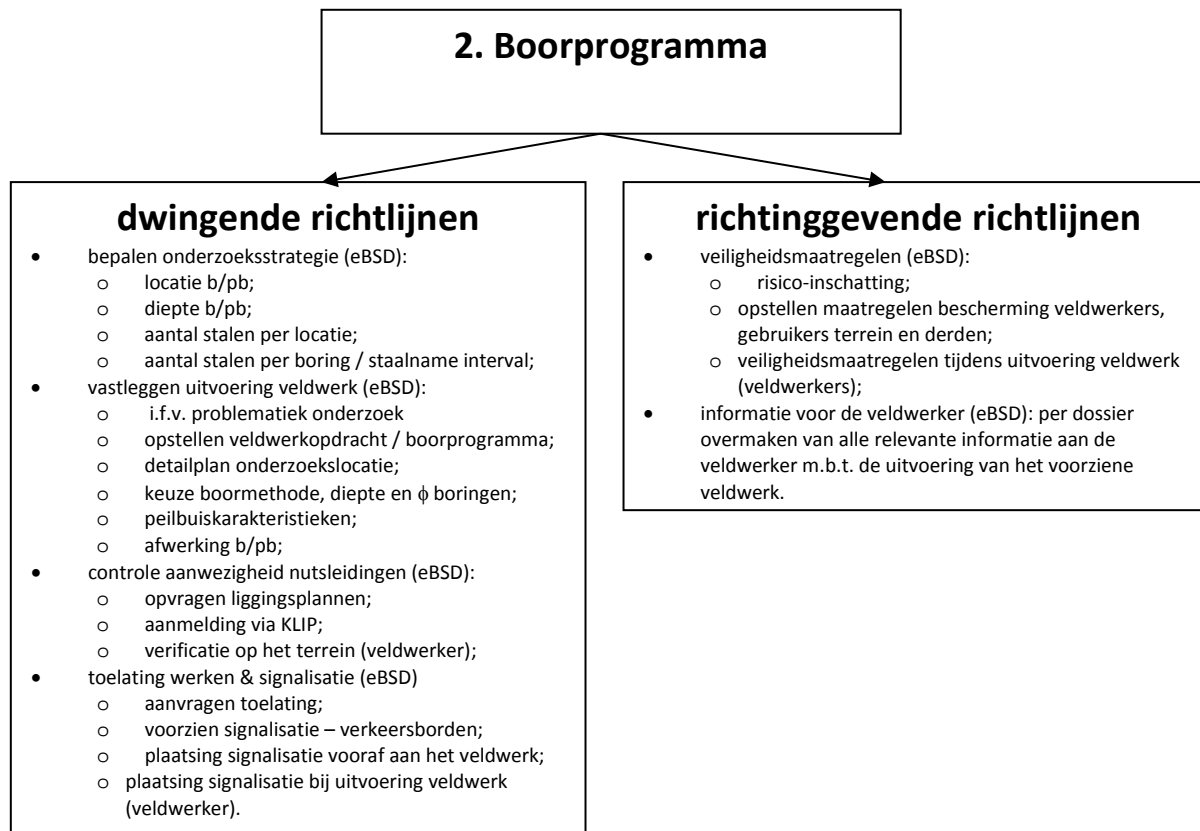 2. Boorprogramma
dwingende richtlijnen
• bepalen onderzoeksstrategie (eBSD):
o locatie b/pb;
o diepte b/pb;
o aantal stalen per locatie;
o aantal stalen per boring / staalname interval;
• vastleggen uitvoering veldwerk (eBSD):
o i.f.v. problematiek onderzoek
o opstellen veldwerkopdracht / boorprogramma;
o detailplan onderzoekslocatie;
o keuze boormethode, diepte en ϕ boringen;
o peilbuiskarakteristieken;
o afwerking b/pb;
• controle aanwezigheid nutsleidingen (eBSD):
o opvragen liggingsplannen;
o aanmelding via KLIP;
o verificatie op het terrein (veldwerker);
• toelating werken & signalisatie (eBSD)
o aanvragen toelating;
o voorzien signalisatie – verkeersborden;
o plaatsing signalisatie vooraf aan het veldwerk;
o plaatsing signalisatie bij uitvoering veldwerk
(veldwerker).
richtinggevende richtlijnen
• veiligheidsmaatregelen (eBSD):
o risico-inschatting;
o opstellen maatregelen bescherming veldwerkers,
gebruikers terrein en derden;
o veiligheidsmaatregelen tijdens uitvoering veldwerk
(veldwerkers);
• informatie voor de veldwerker (eBSD): per dossier
overmaken van alle relevante informatie aan de
veldwerker m.b.t. de uitvoering van het voorziene
veldwerk.